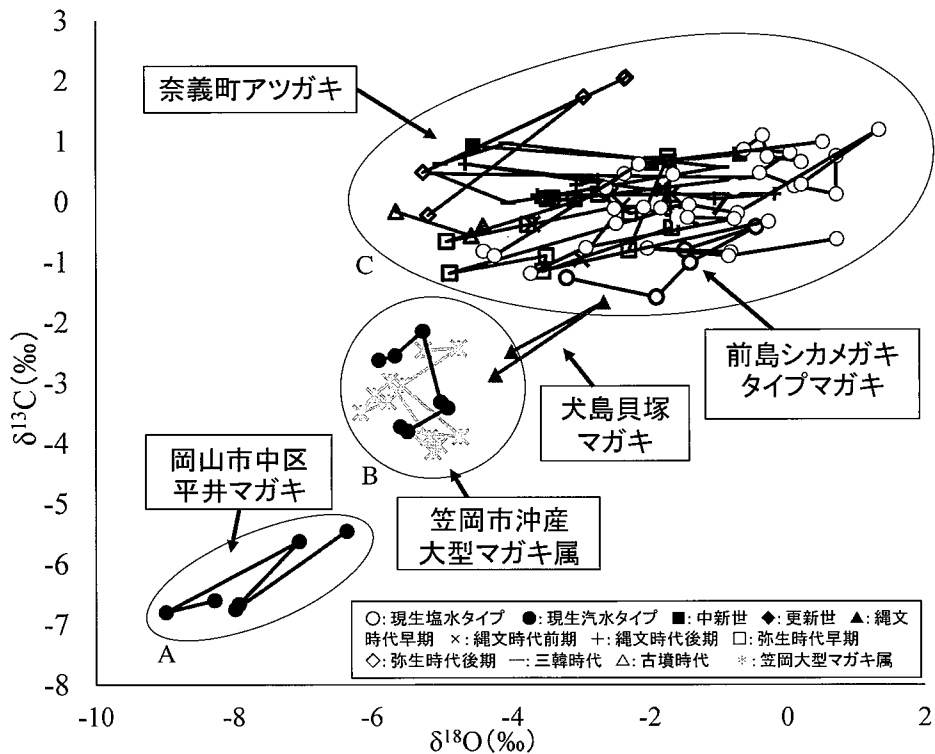 3
2
1
0
-1
-2
-3
-4
-5
-6
-7
-8
δ¹³C(‰)
奈義町アツガキ
C
前島シカメガキ
タイプマガキ
犬島貝塚
マガキ
B
岡山市中区
平井マガキ
笠岡市沖産
大型マガキ属
A
○: 現生塩水タイプ ●: 現生汽水タイプ ■: 中新世 ◆: 更新世 ▲: 縄文
時代早期 ×: 縄文時代前期 +: 縄文時代後期 □: 弥生時代早期
◇: 弥生時代後期 —: 三韓時代 △: 古墳時代 *: 笠岡大型マガキ属
-10 -8 -6 -4 -2 0 2
δ¹⁸O(‰)